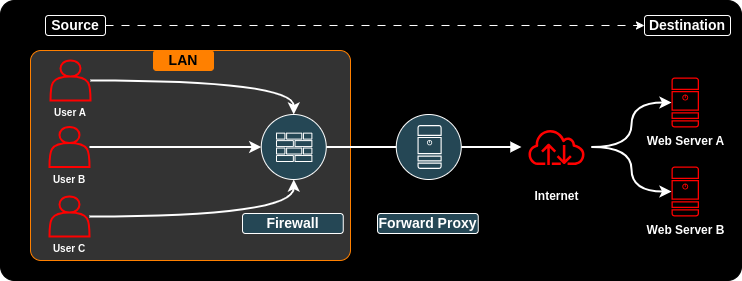 Source
Destination
LAN
User A
User B
User C
Firewall
Forward Proxy
Internet
Web Server A
Web Server B